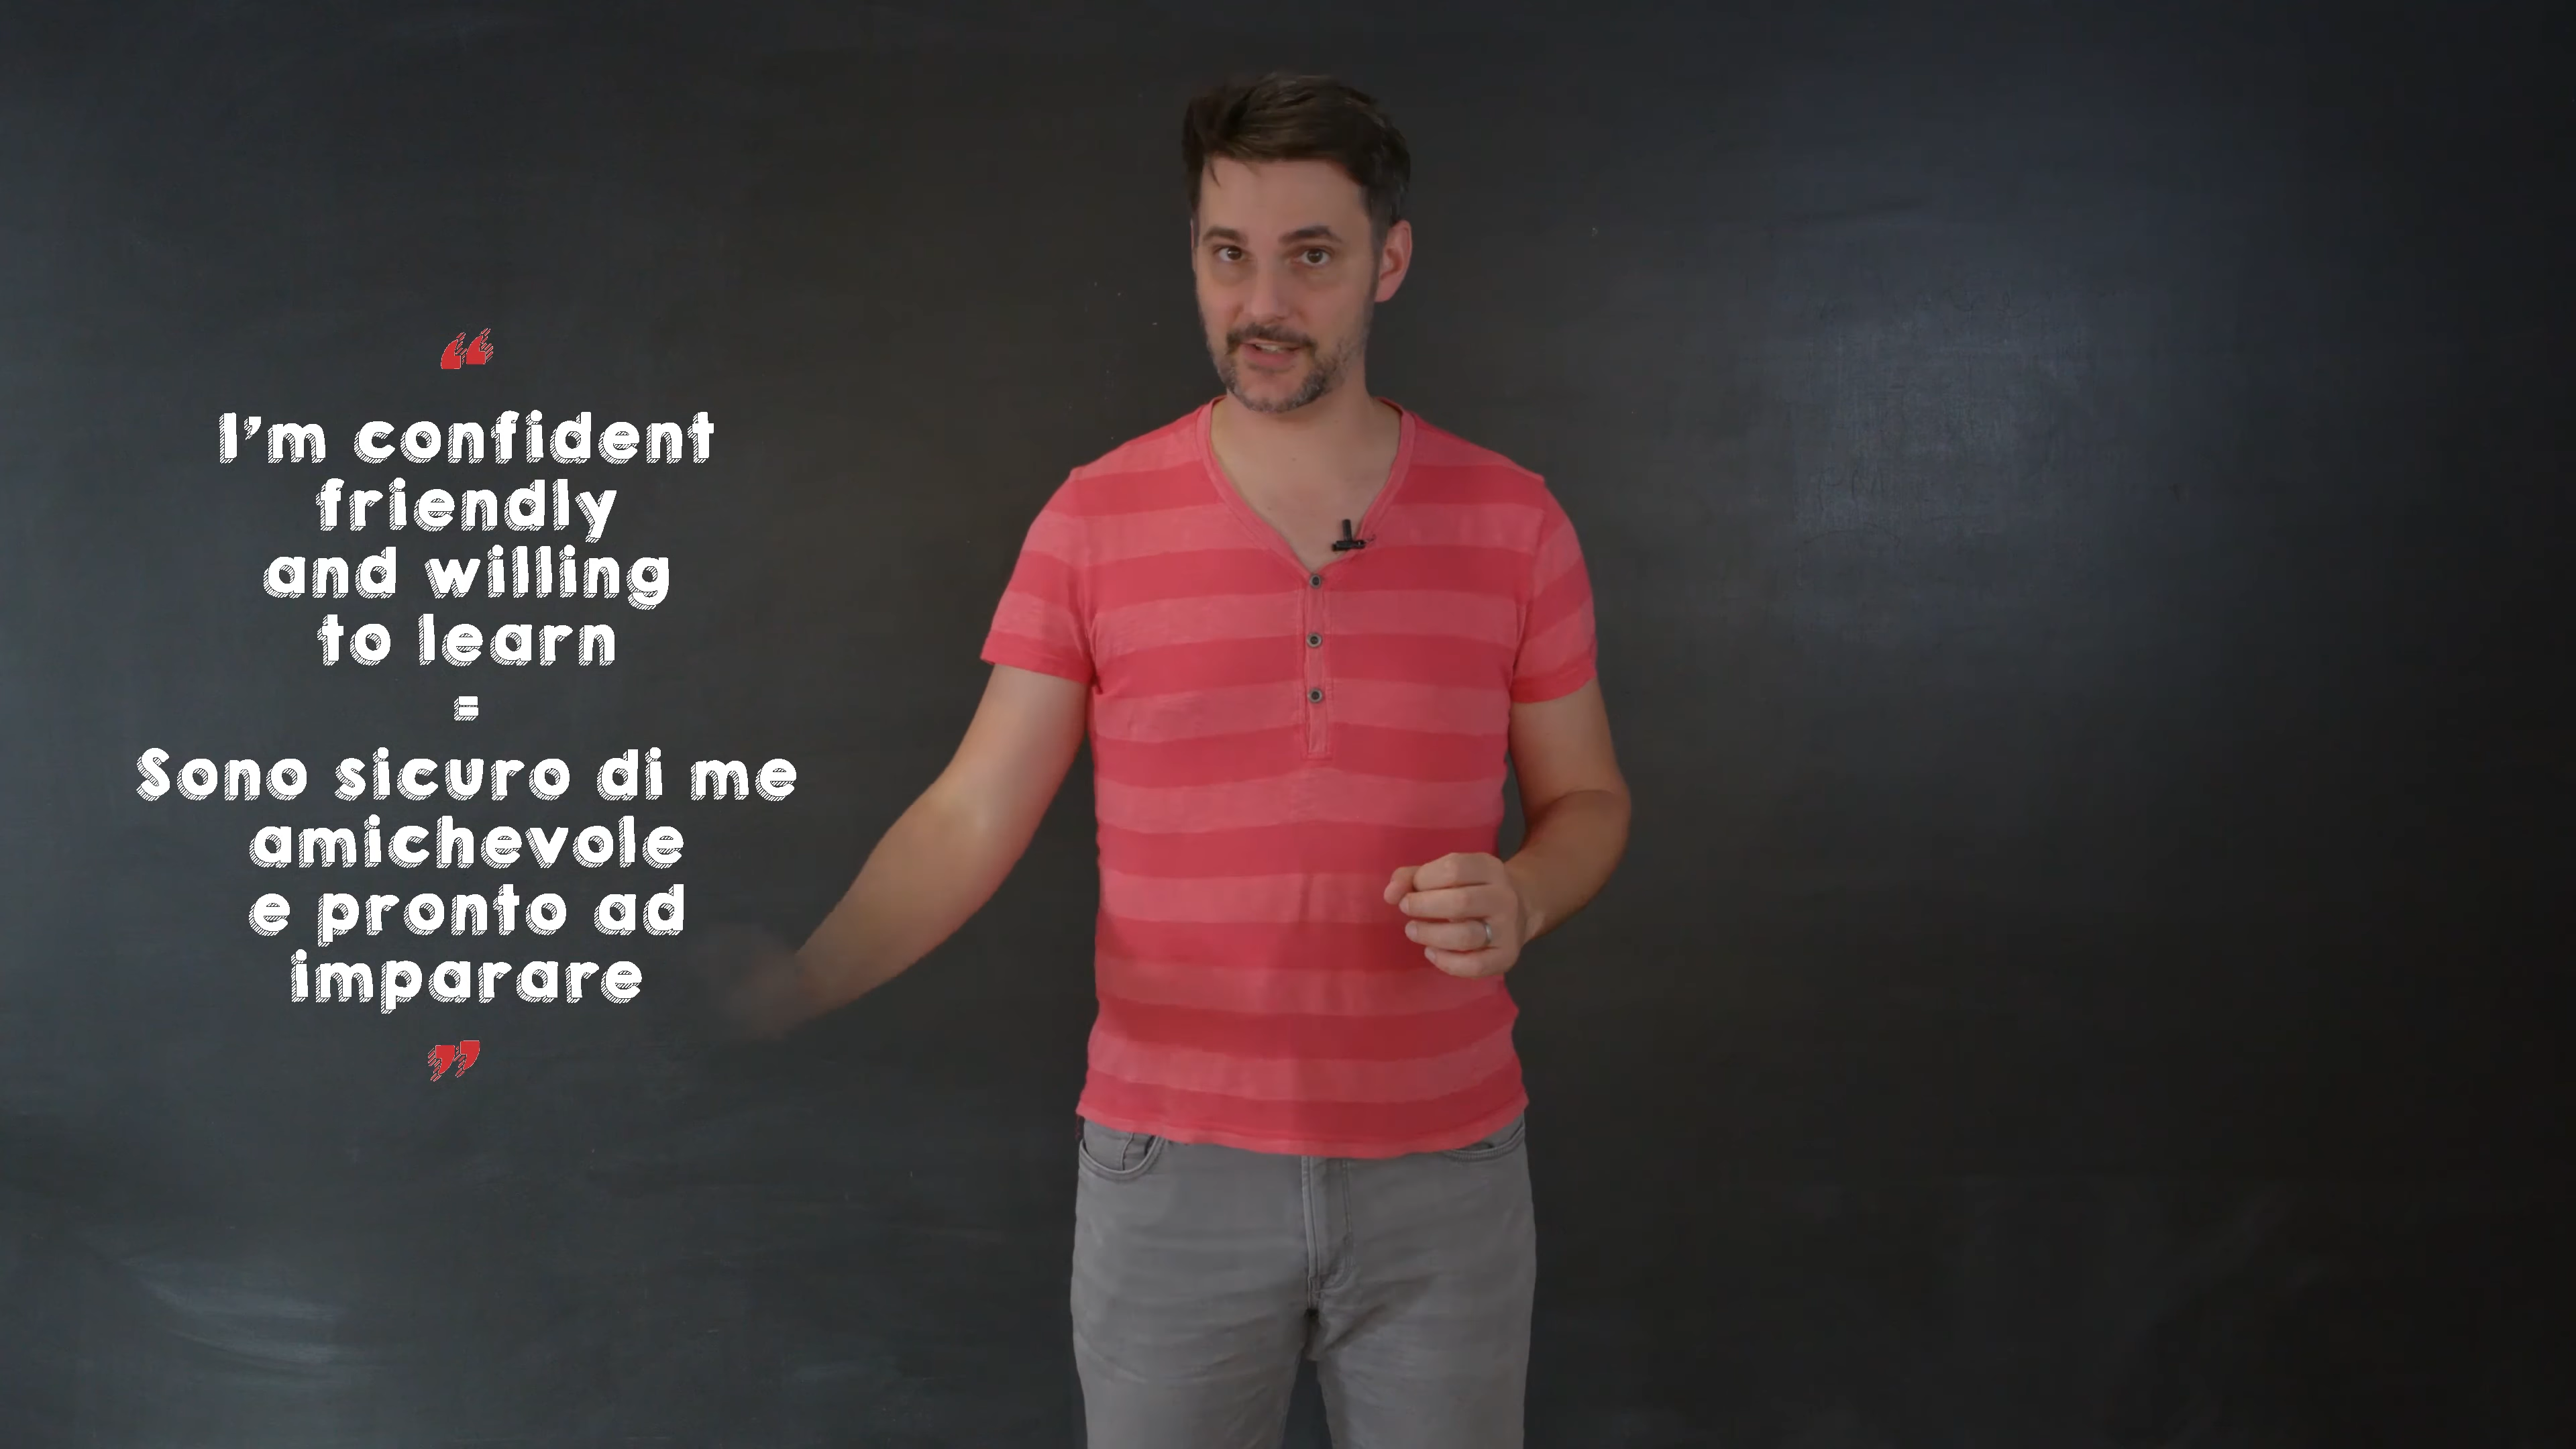 “
I'm confident
friendly
and willing
to learn
=
Sono sicuro di me
amichevole
e pronto ad
imparare
”